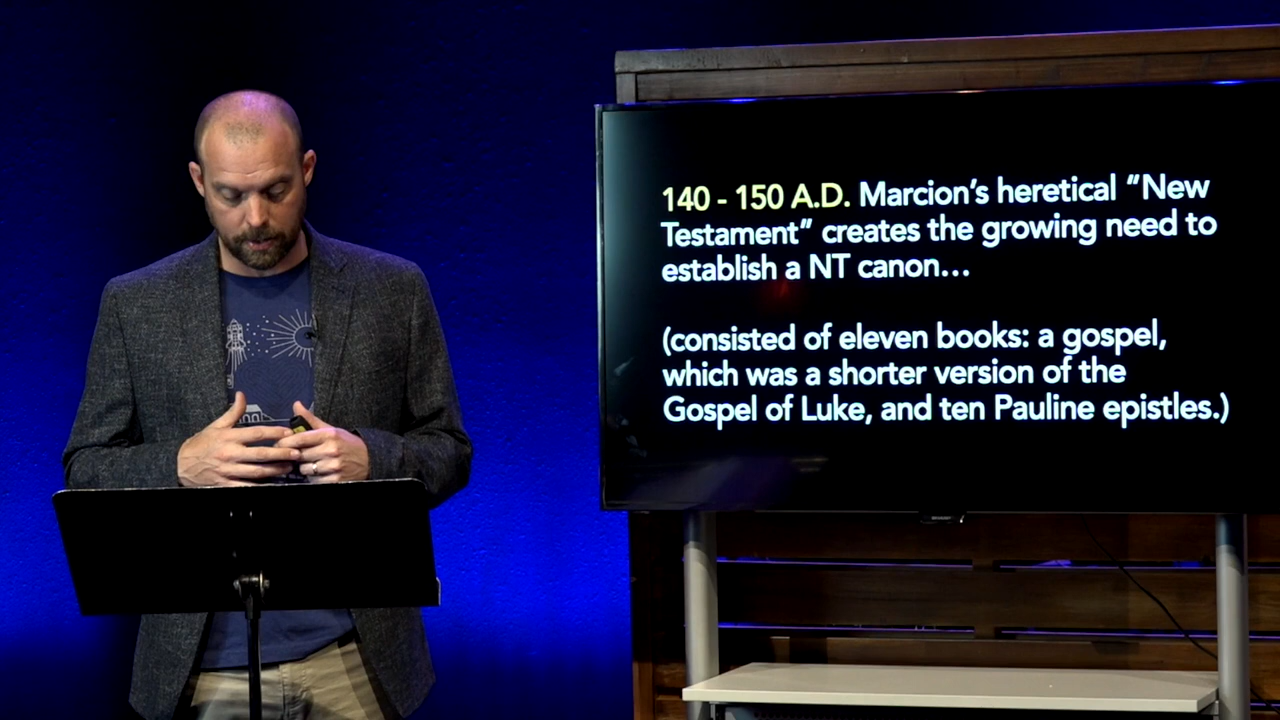 140 - 150 A.D. Marcion’s heretical “New
Testament” creates the growing need to
establish a NT canon…
(consisted of eleven books: a gospel,
which was a shorter version of the
Gospel of Luke, and ten Pauline epistles.)